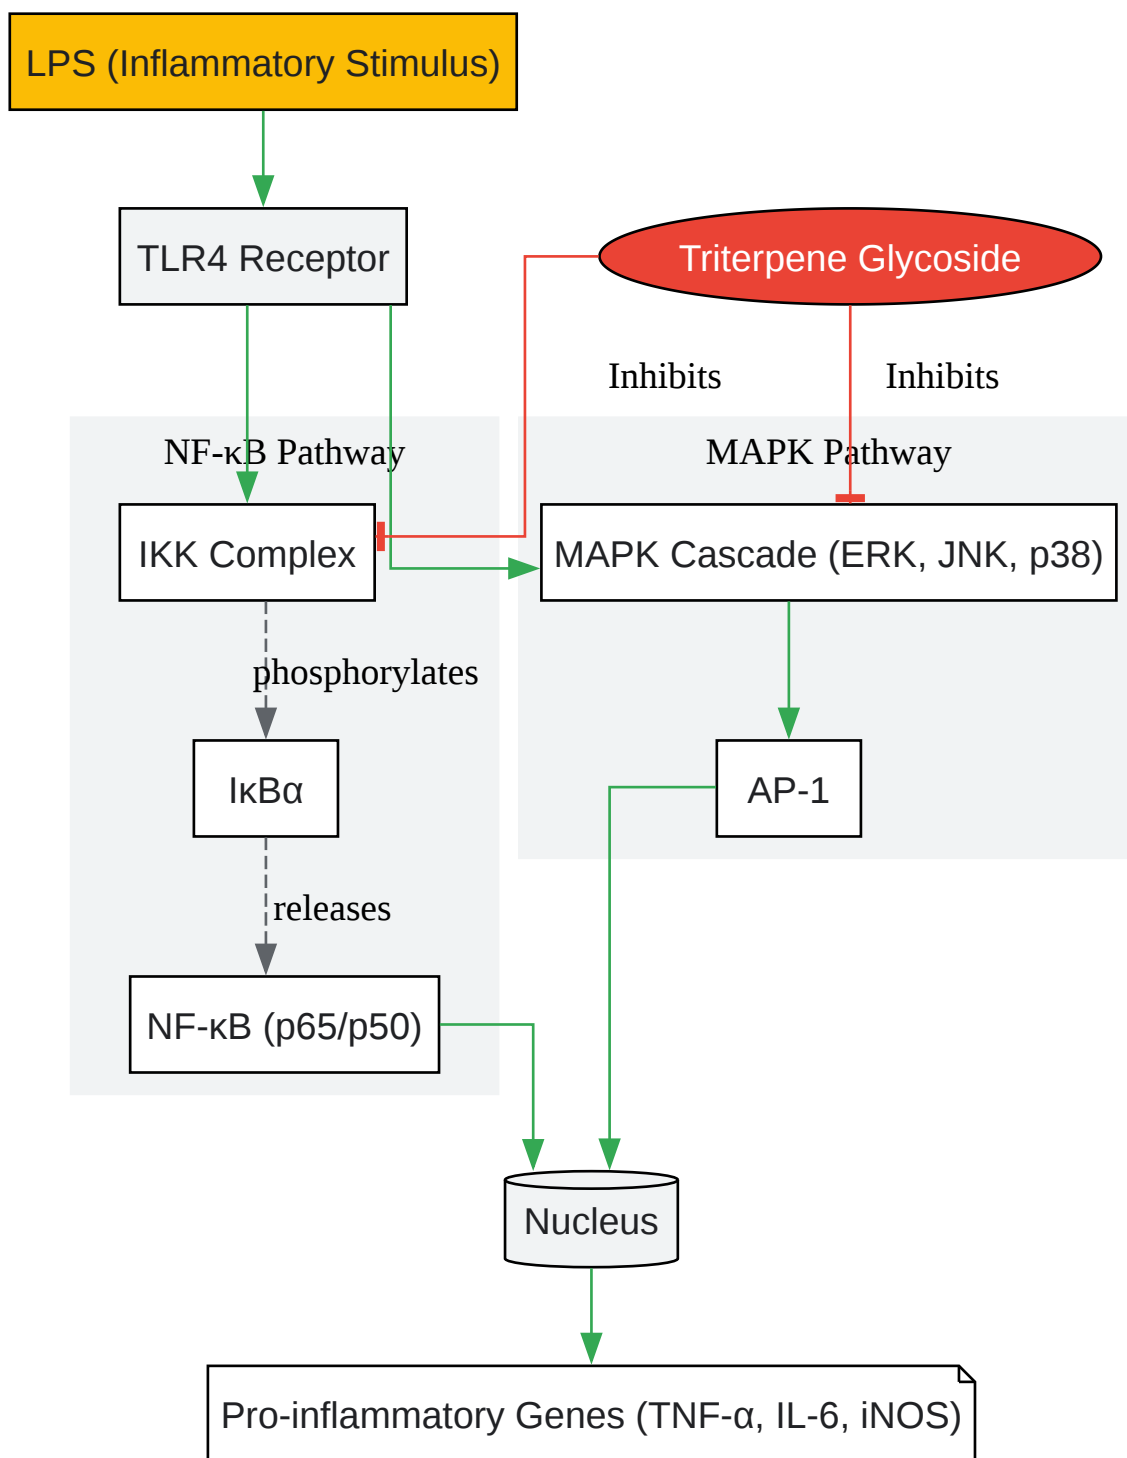 LPS (Inflammatory Stimulus)
TLR4 Receptor
Triterpene Glycoside
Inhibits
Inhibits
NF-κB Pathway
MAPK Pathway
IKK Complex
MAPK Cascade (ERK, JNK, p38)
phosphorylates
IκBα
AP-1
releases
NF-κB (p65/p50)
Nucleus
Pro-inflammatory Genes (TNF-α, IL-6, iNOS)